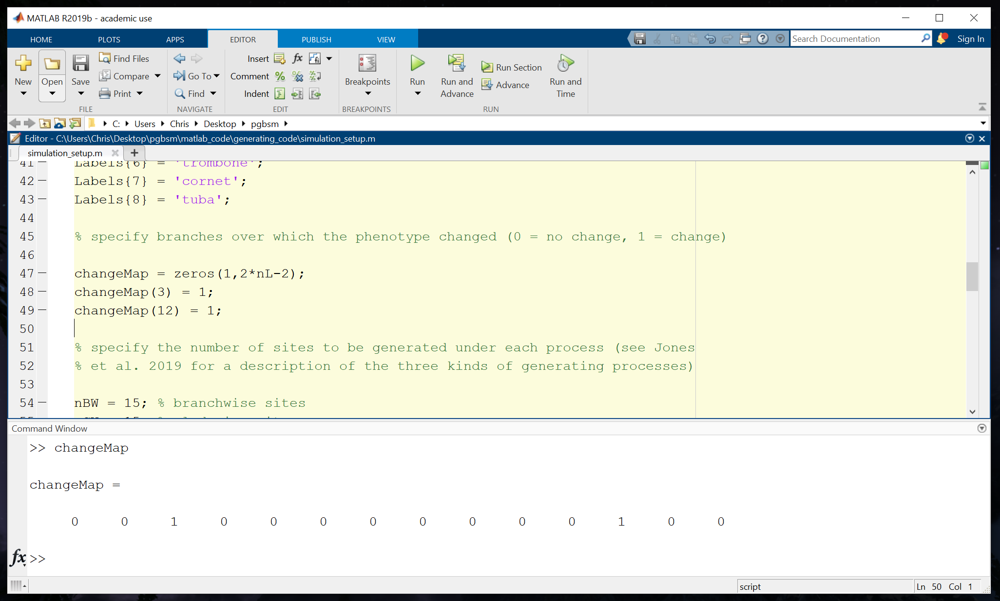 MATLAB R2019b - academic use
HOME PLOTS APPS EDITOR PUBLISH VIEW Search Documentation Sign In
New Open Save Find Files Compare Print
FILE
Go To Find
NAVIGATE
Insert fx fi
Comment
Indent
EDIT
Breakpoints
BREAKPOINTS
Run Run and Advance Run Section Advance Run and Time
RUN
C: Users Chris Desktop pgbsm
Editor - C:\Users\Chris\Desktop\pgbsm\matlab_code\generating_code\simulation_setup.m
simulation_setup.m
41 Labels{6} = 'trombone';
42 Labels{7} = 'cornet';
43 Labels{8} = 'tuba';
44
45 % specify branches over which the phenotype changed (0 = no change, 1 = change)
46
47 changeMap = zeros(1,2*nL-2);
48 changeMap(3) = 1;
49 changeMap(12) = 1;
50
51 % specify the number of sites to be generated under each process (see Jones
52 % et al. 2019 for a description of the three kinds of generating processes)
53
54 nBW = 15; % branchwise sites
Command Window
>> changeMap
changeMap =
0 0 1 0 0 0 0 0 0 0 0 1 0 0
fx >>
script Ln 50 Col 1